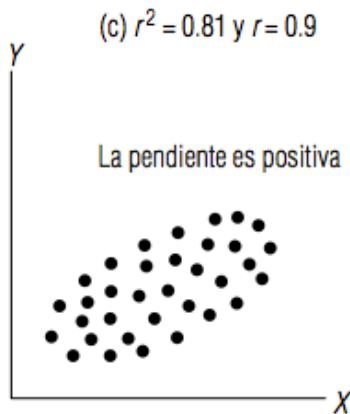 (c) r² = 0.81 y r = 0.9
Y
La pendiente es positiva
X